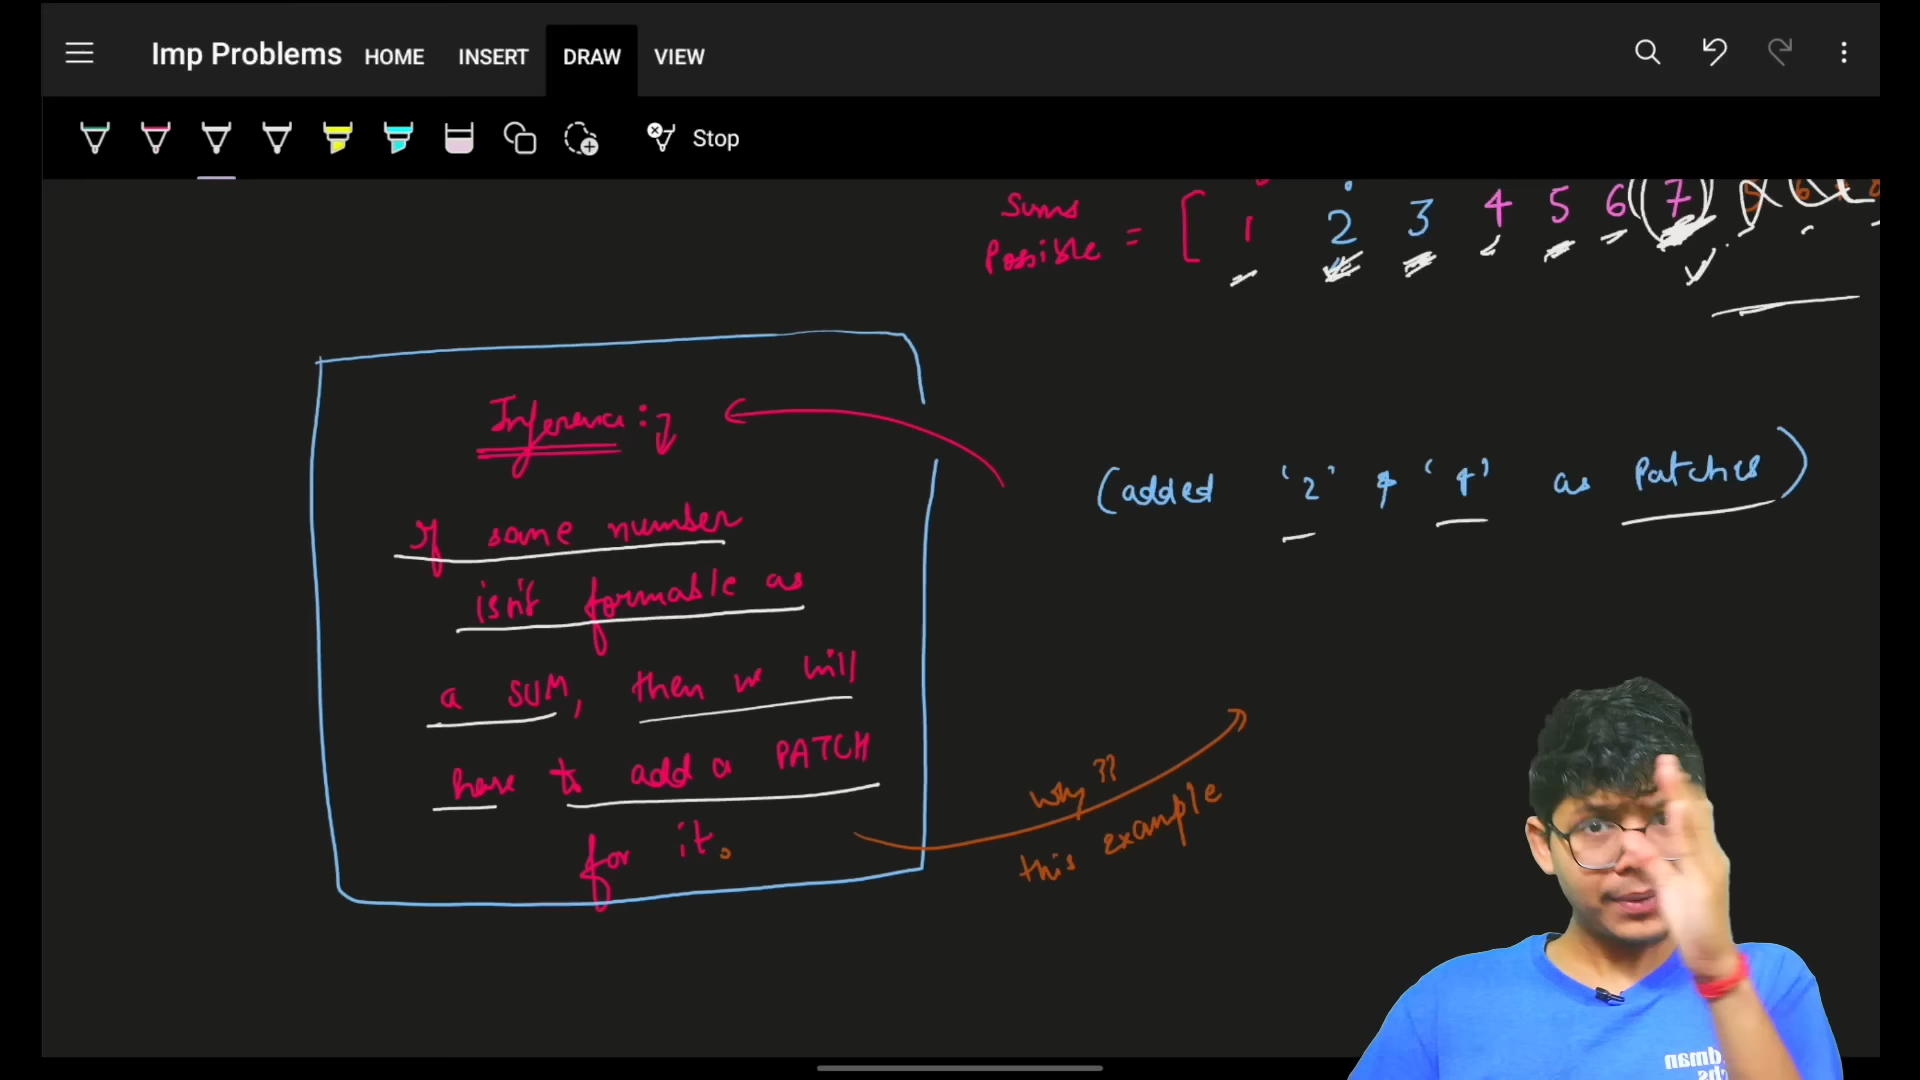 Imp Problems HOME INSERT DRAW VIEW
Stop
Sums
Possible = [ 1 2 3 4 5 6 (7)
Inference :
If some number
isn't formable as
a SUM, then we will
have to add a PATCH
for it.
(added '2' & '4' as Patches)
why??
this example